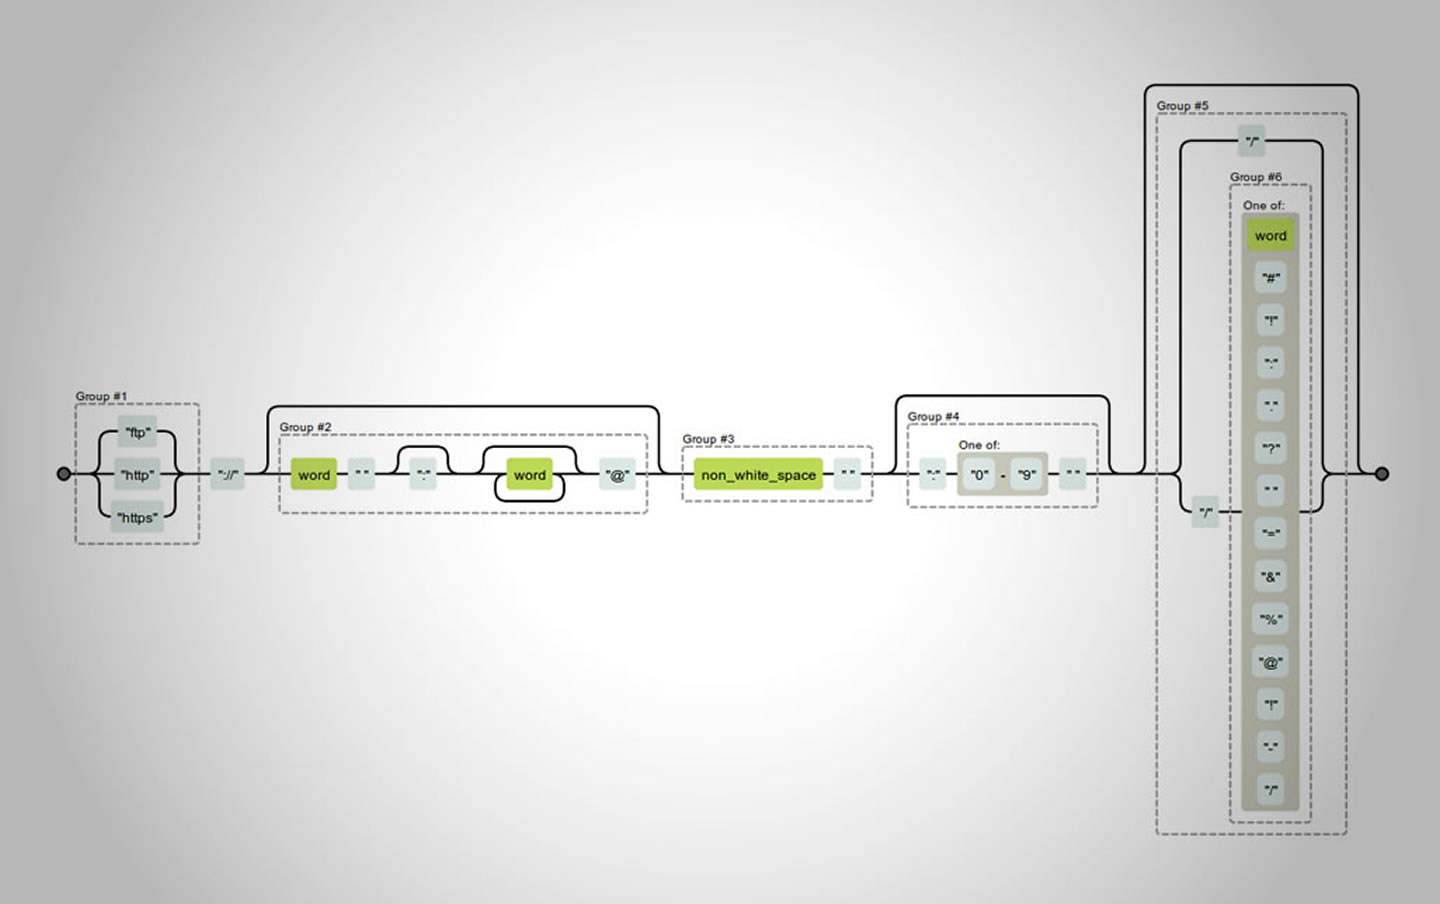 Group #1
"ftp"
"http"
"https"
"://"
Group #2
word
" "
":"
word
"@"
Group #3
non_white_space
" "
Group #4
":"
One of:
"0" - "9"
" "
Group #5
"/"
"/"
Group #6
One of:
word
"#"
"!"
":"
"."
"?"
" "
"="
"&"
"%"
"@"
"!"
"-"
"/"